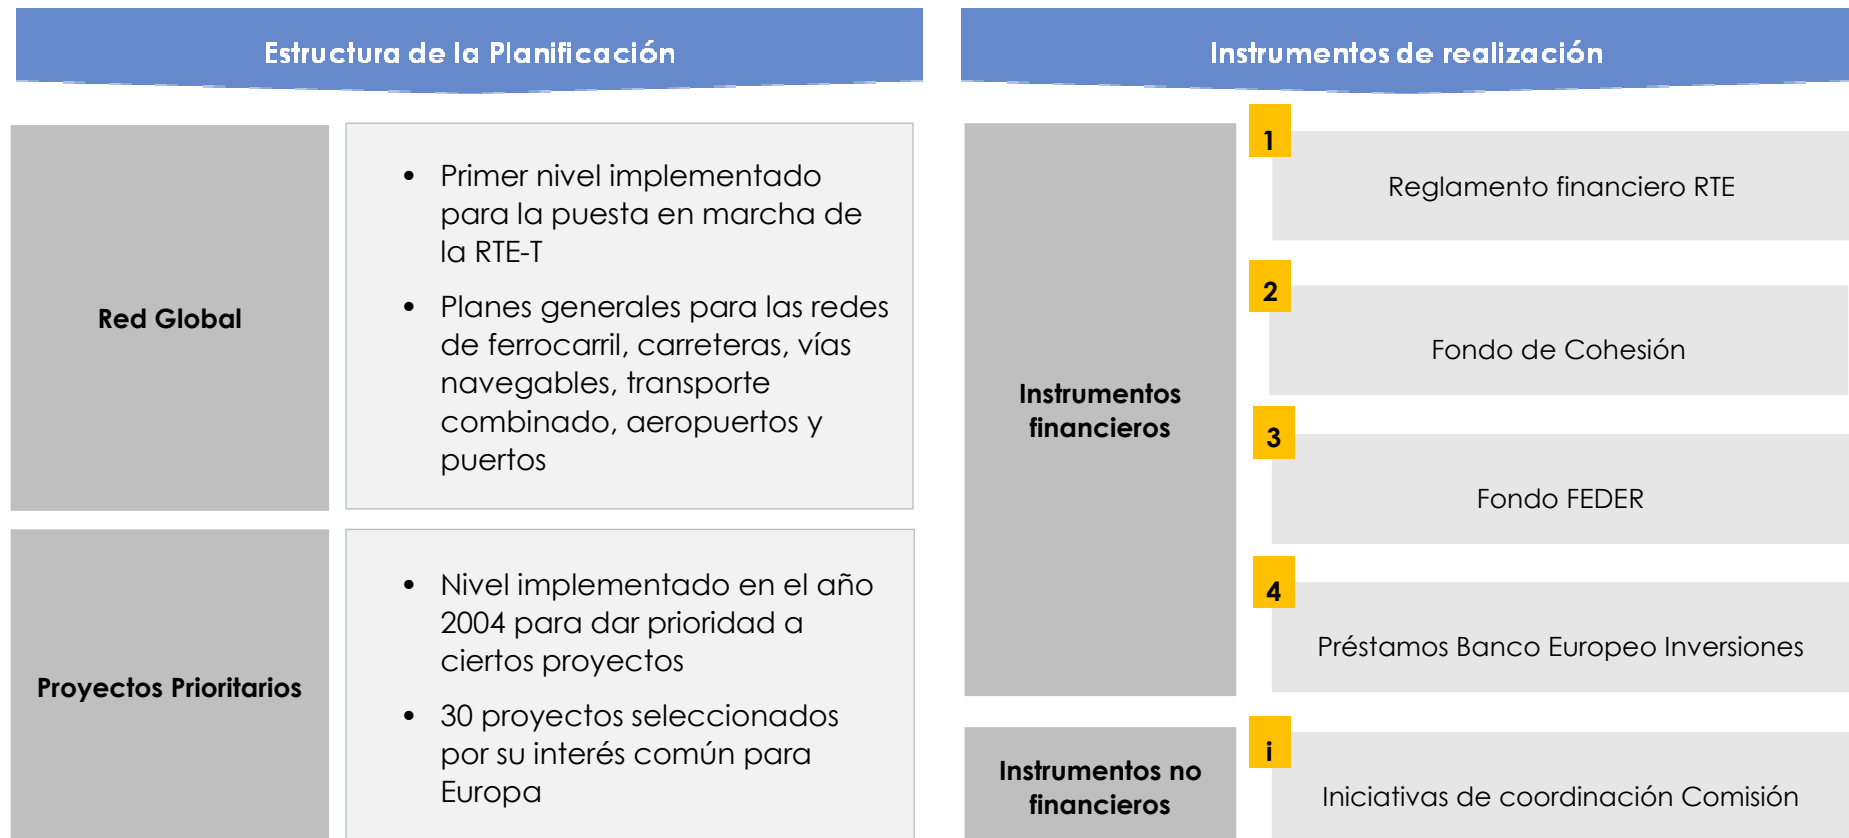 Estructura de la Planificación
Red Global
• Primer nivel implementado
para la puesta en marcha de
la RTE-T
• Planes generales para las redes
de ferrocarril, carreteras, vías
navegables, transporte
combinado, aeropuertos y
puertos
Proyectos Prioritarios
• Nivel implementado en el año
2004 para dar prioridad a
ciertos proyectos
• 30 proyectos seleccionados
por su interés común para
Europa
Instrumentos de realización
Instrumentos
financieros
1
Reglamento financiero RTE
2
Fondo de Cohesión
3
Fondo FEDER
4
Préstamos Banco Europeo Inversiones
Instrumentos no
financieros
i
Iniciativas de coordinación Comisión